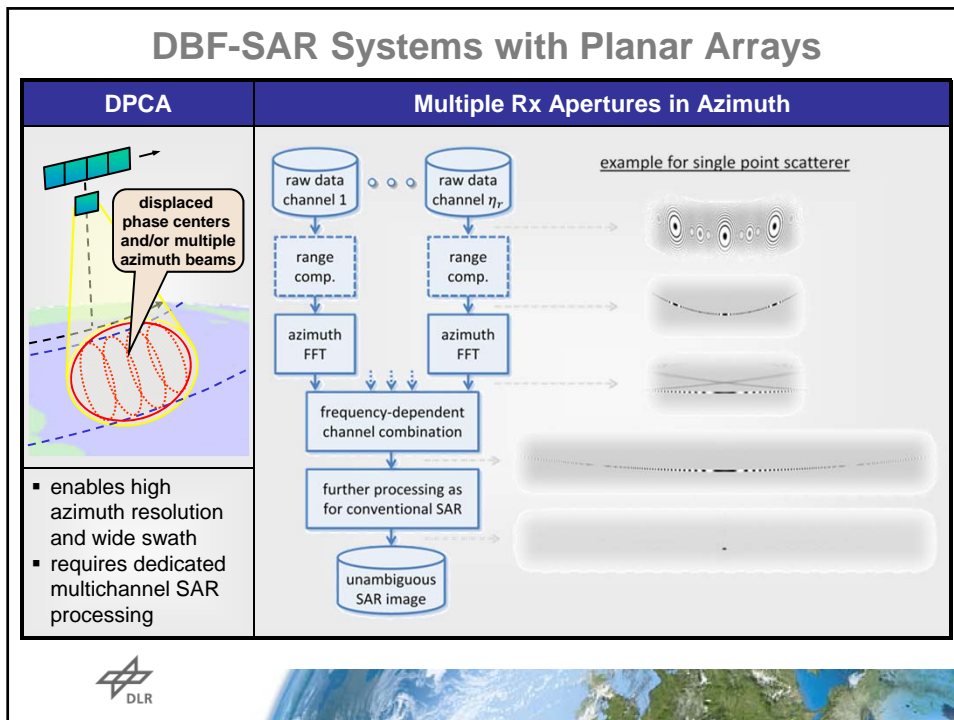 DBF-SAR Systems with Planar Arrays
DPCA
displaced
phase centers
and/or multiple
azimuth beams
▪ enables high
azimuth resolution
and wide swath
▪ requires dedicated
multichannel SAR
processing
Multiple Rx Apertures in Azimuth
raw data
channel 1
raw data
channel ηr
example for single point scatterer
range
comp.
range
comp.
azimuth
FFT
azimuth
FFT
frequency-dependent
channel combination
further processing as
for conventional SAR
unambiguous
SAR image
DLR